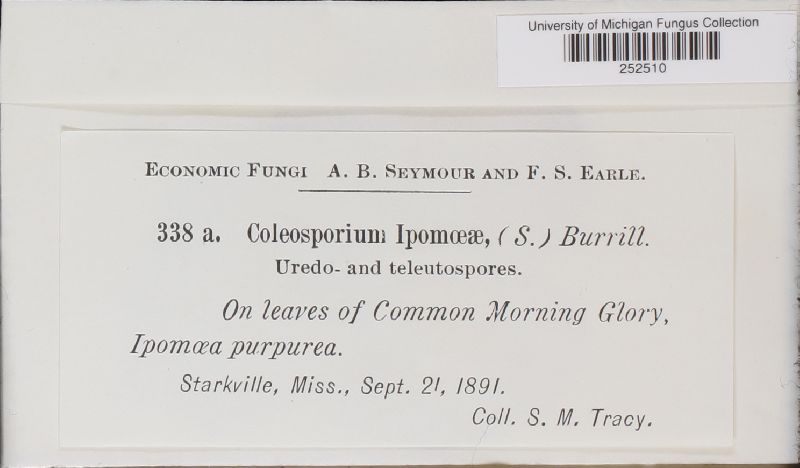 University of Michigan Fungus Collection
252510
ECONOMIC FUNGI A. B. SEYMOUR AND F. S. EARLE.
338 a. Coleosporium Ipomœæ, (S.) Burrill.
Uredo- and teleutospores.
On leaves of Common Morning Glory,
Ipomœa purpurea.
Starkville, Miss., Sept. 21, 1891.
Coll. S. M. Tracy.